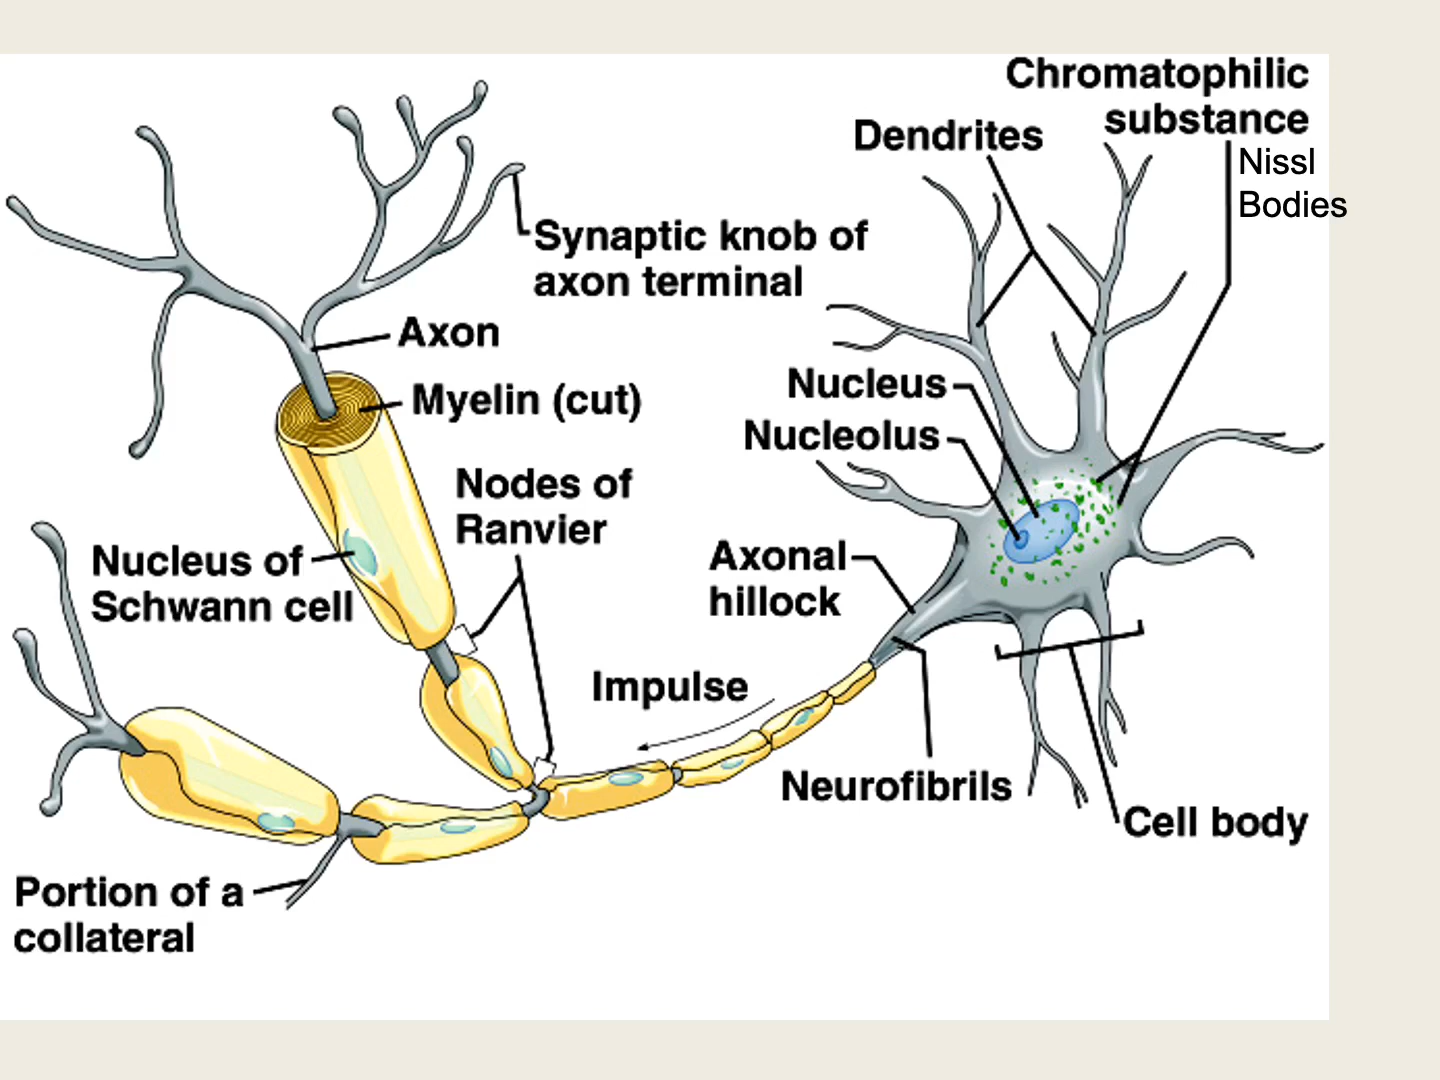 Chromatophilic
substance
Nissl
Bodies
Dendrites
Synaptic knob of
axon terminal
Axon
Myelin (cut)
Nucleus
Nucleolus
Nodes of
Ranvier
Nucleus of
Schwann cell
Axonal
hillock
Impulse
Neurofibrils
Cell body
Portion of a
collateral